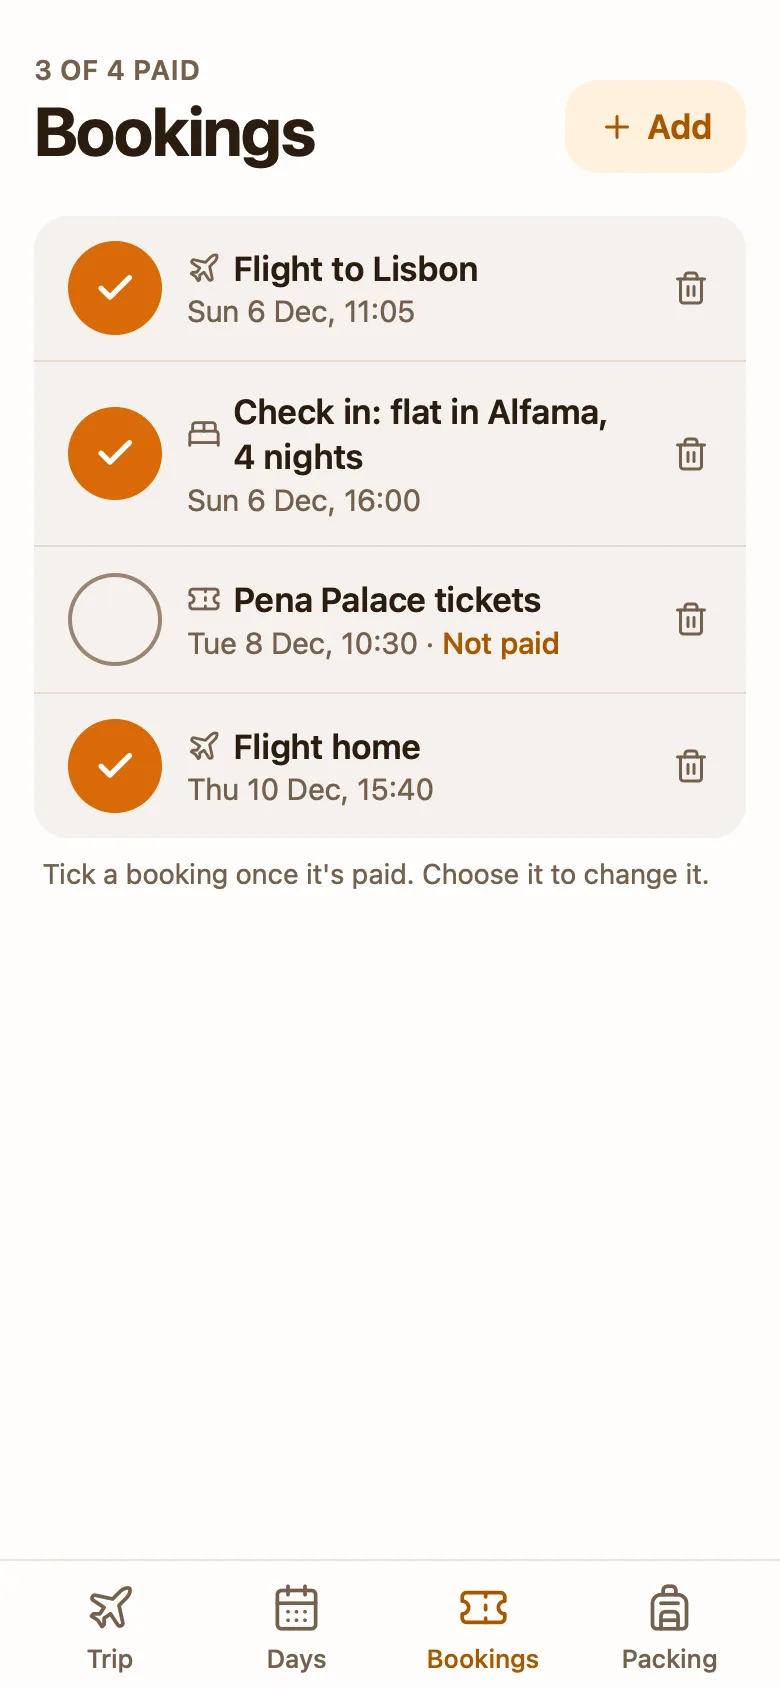 3 OF 4 PAID
Bookings
Add
Flight to Lisbon
Sun 6 Dec, 11:05
Check in: flat in Alfama,
4 nights
Sun 6 Dec, 16:00
Pena Palace tickets
Tue 8 Dec, 10:30 · Not paid
Flight home
Thu 10 Dec, 15:40
Tick a booking once it's paid. Choose it to change it.
Trip
Days
Bookings
Packing